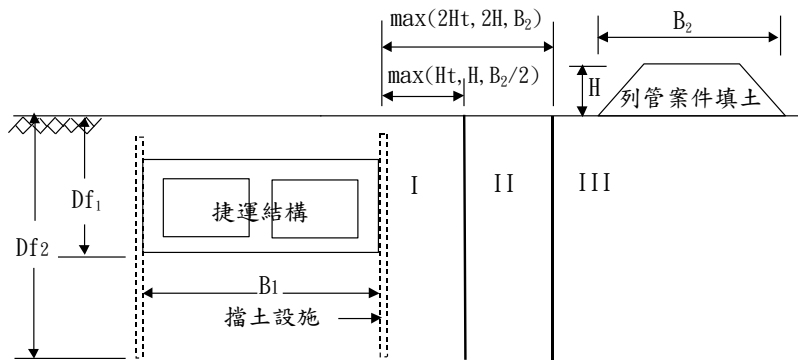 max(2Ht, 2H, B₂)
B₂
max(Ht, H, B₂/2)
H
列管案件填土
Df₁
捷運結構
I
II
III
Df2
B1
擋土設施